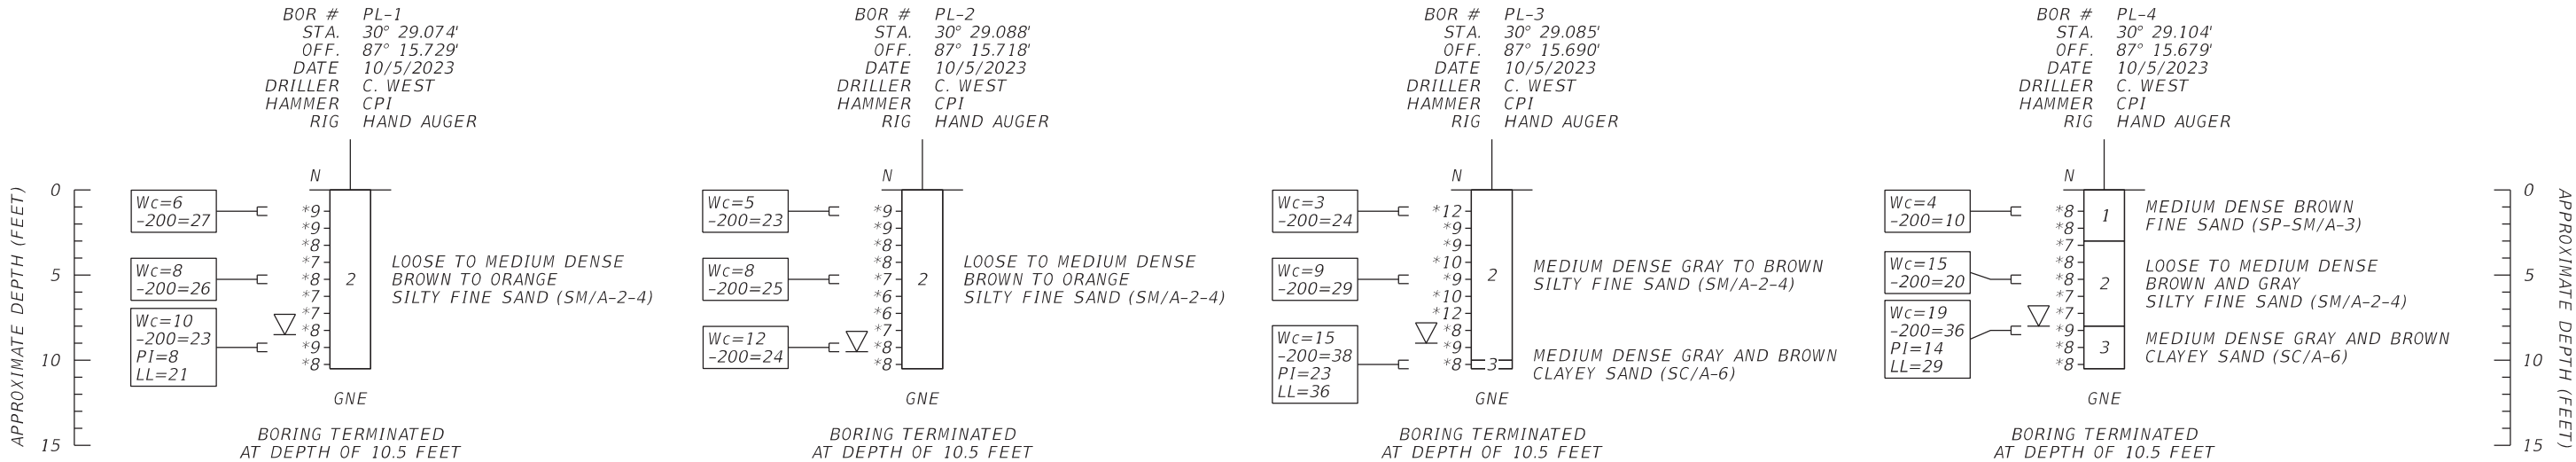 APPROXIMATE DEPTH (FEET)
0
5
10
15
BOR # PL-1
STA. 30° 29.074'
OFF. 87° 15.729'
DATE 10/5/2023
DRILLER C. WEST
HAMMER CPI
RIG HAND AUGER
N
Wc=6
-200=27
Wc=8
-200=26
Wc=10
-200=23
PI=8
LL=21
*9
*9
*8
*7
*8
*7
*7
*8
*9
*8
2
LOOSE TO MEDIUM DENSE
BROWN TO ORANGE
SILTY FINE SAND (SM/A-2-4)
GNE
BORING TERMINATED
AT DEPTH OF 10.5 FEET
BOR # PL-2
STA. 30° 29.088'
OFF. 87° 15.718'
DATE 10/5/2023
DRILLER C. WEST
HAMMER CPI
RIG HAND AUGER
N
Wc=5
-200=23
Wc=8
-200=25
Wc=12
-200=24
*9
*9
*8
*8
*7
*6
*6
*7
*8
*8
2
LOOSE TO MEDIUM DENSE
BROWN TO ORANGE
SILTY FINE SAND (SM/A-2-4)
GNE
BORING TERMINATED
AT DEPTH OF 10.5 FEET
BOR # PL-3
STA. 30° 29.085'
OFF. 87° 15.690'
DATE 10/5/2023
DRILLER C. WEST
HAMMER CPI
RIG HAND AUGER
N
Wc=3
-200=24
Wc=9
-200=29
Wc=15
-200=38
PI=23
LL=36
*12
*9
*9
*10
*9
*10
*12
*8
*9
*8
2
3
MEDIUM DENSE GRAY TO BROWN
SILTY FINE SAND (SM/A-2-4)
MEDIUM DENSE GRAY AND BROWN
CLAYEY SAND (SC/A-6)
GNE
BORING TERMINATED
AT DEPTH OF 10.5 FEET
BOR # PL-4
STA. 30° 29.104'
OFF. 87° 15.679'
DATE 10/5/2023
DRILLER C. WEST
HAMMER CPI
RIG HAND AUGER
N
Wc=4
-200=10
Wc=15
-200=20
Wc=19
-200=36
PI=14
LL=29
*8
*8
*7
*8
*8
*7
*7
*9
*8
*8
1
2
3
MEDIUM DENSE BROWN
FINE SAND (SP-SM/A-3)
LOOSE TO MEDIUM DENSE
BROWN AND GRAY
SILTY FINE SAND (SM/A-2-4)
MEDIUM DENSE GRAY AND BROWN
CLAYEY SAND (SC/A-6)
GNE
BORING TERMINATED
AT DEPTH OF 10.5 FEET
0
5
10
15
APPROXIMATE DEPTH (FEET)